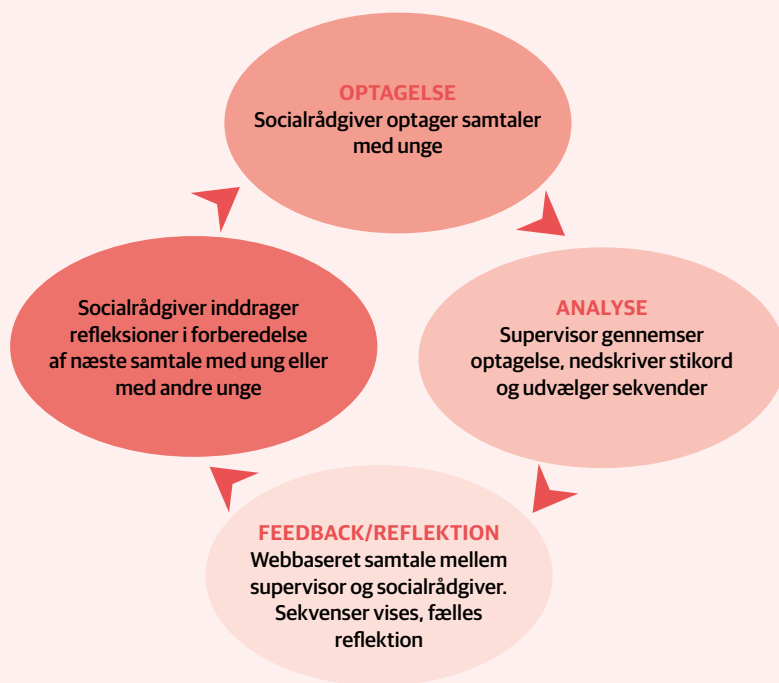 OPTAGELSE
Socialrådgiver optager samtaler
med unge
ANALYSE
Supervisor gennemser
optagelse, nedskriver stikord
og udvælger sekvender
FEEDBACK/REFLEKTION
Webbaseret samtale mellem
supervisor og socialrådgiver.
Sekvenser vises, fælles
reflektion
Socialrådgiver inddrager
refleksioner i forberedelse
af næste samtale med ung eller
med andre unge